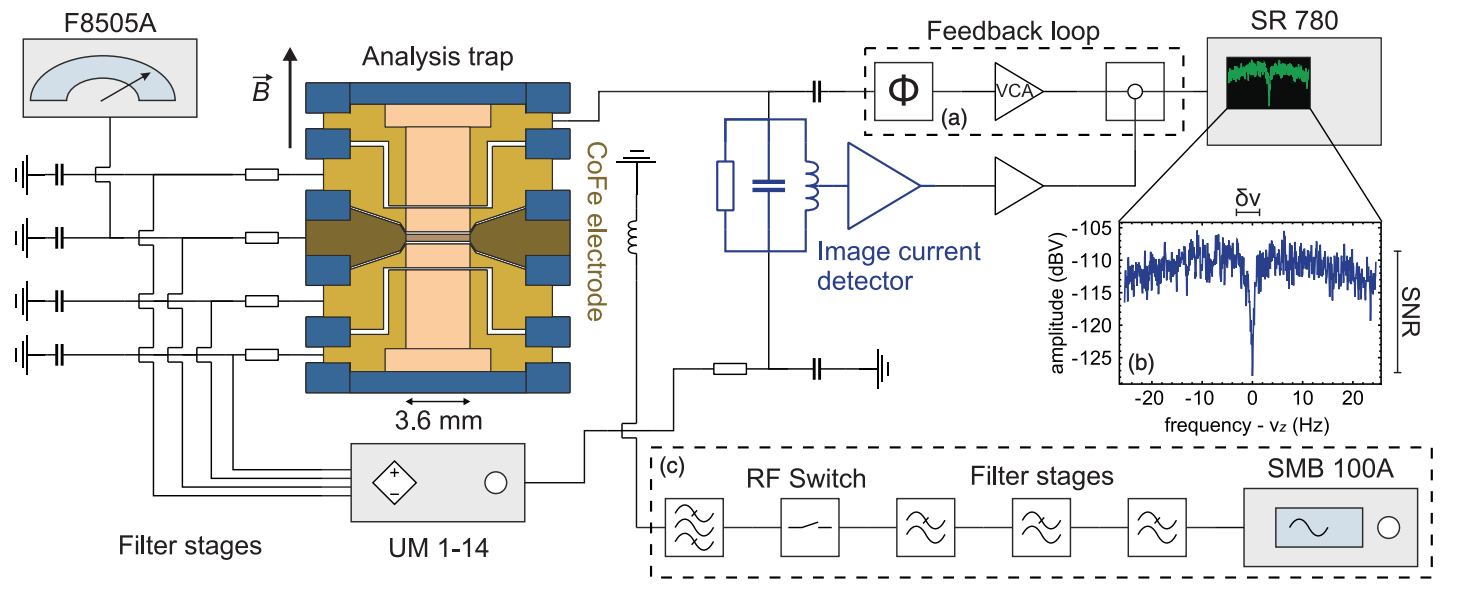 F8505A
B
Analysis trap
CoFe electrode
3.6 mm
Filter stages
UM 1-14
+
−
Feedback loop
Φ
VCA
(a)
SR 780
Image current
detector
δν
SNR
amplitude (dBV)
-105
-110
-115
-120
-125
(b)
-20
-10
0
10
20
frequency - νz (Hz)
(c)
RF Switch
Filter stages
SMB 100A